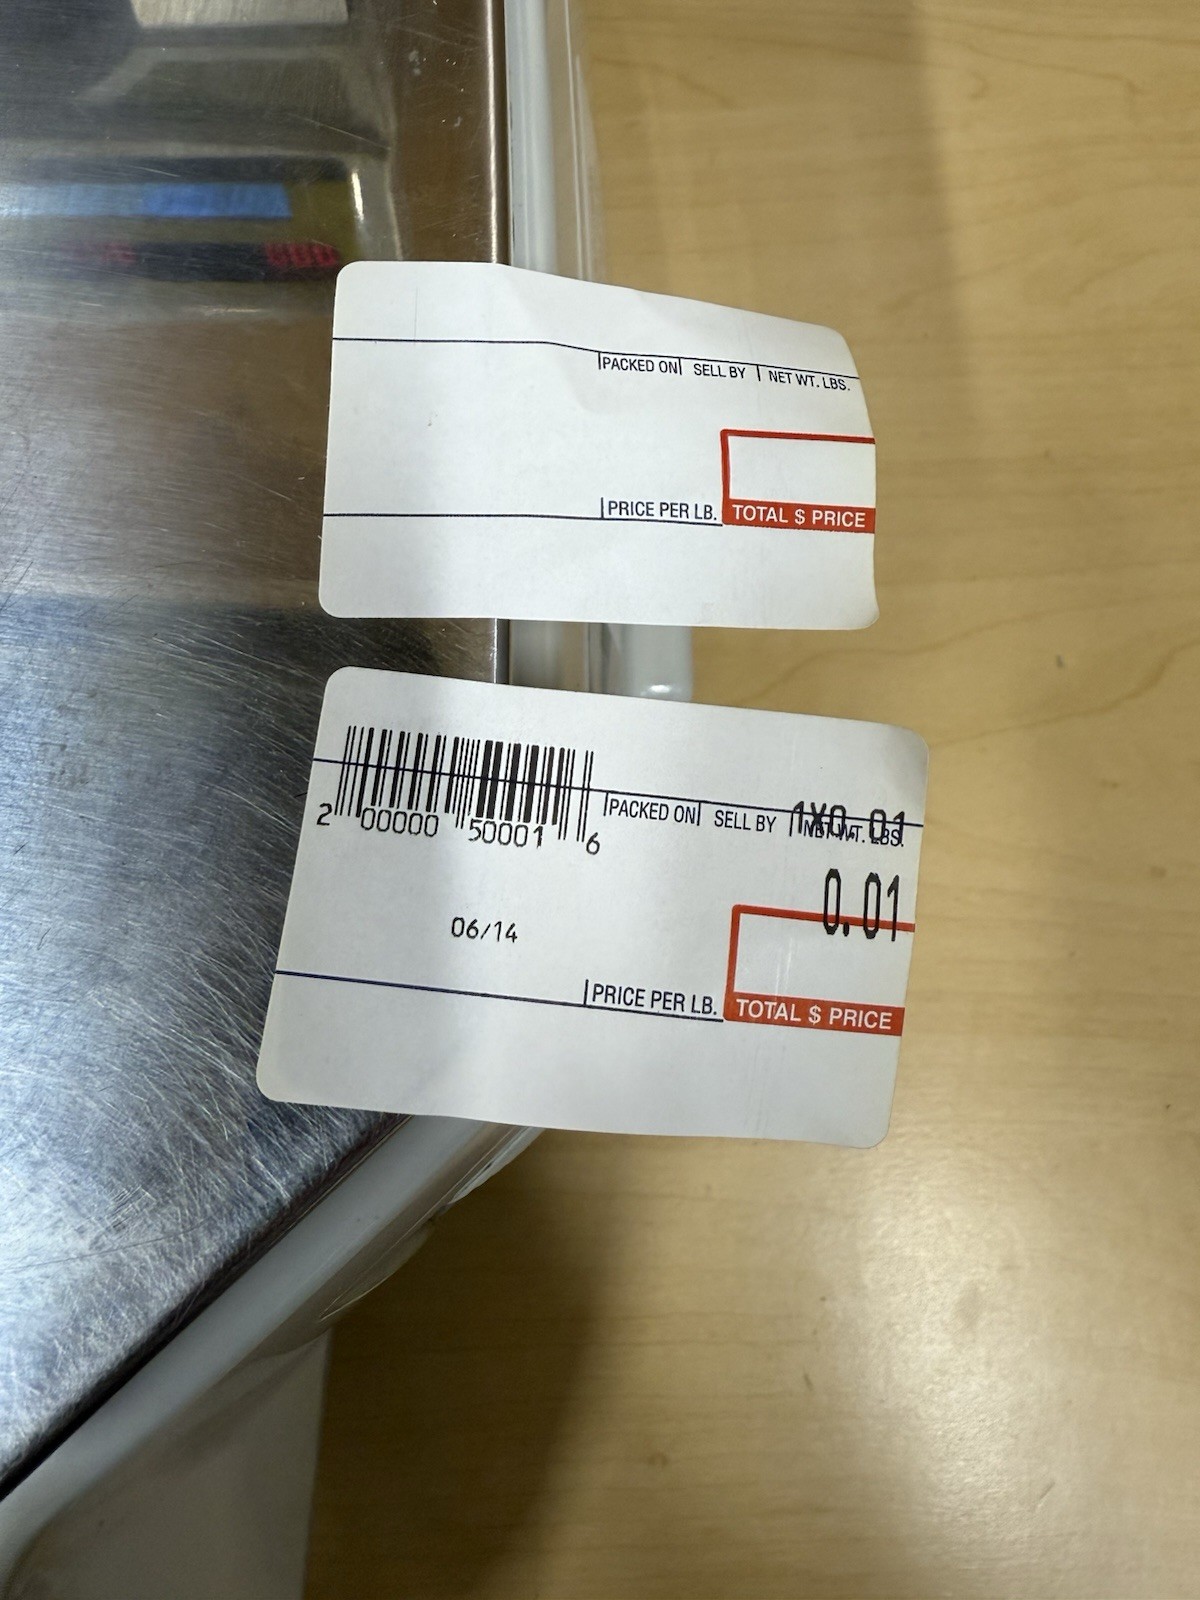 PACKED ON SELL BY NET WT. LBS.
PRICE PER LB. TOTAL $ PRICE
2 00000 50001 6
PACKED ON SELL BY NET WT. LBS.
1X0.01
0.01
06/14
PRICE PER LB. TOTAL $ PRICE